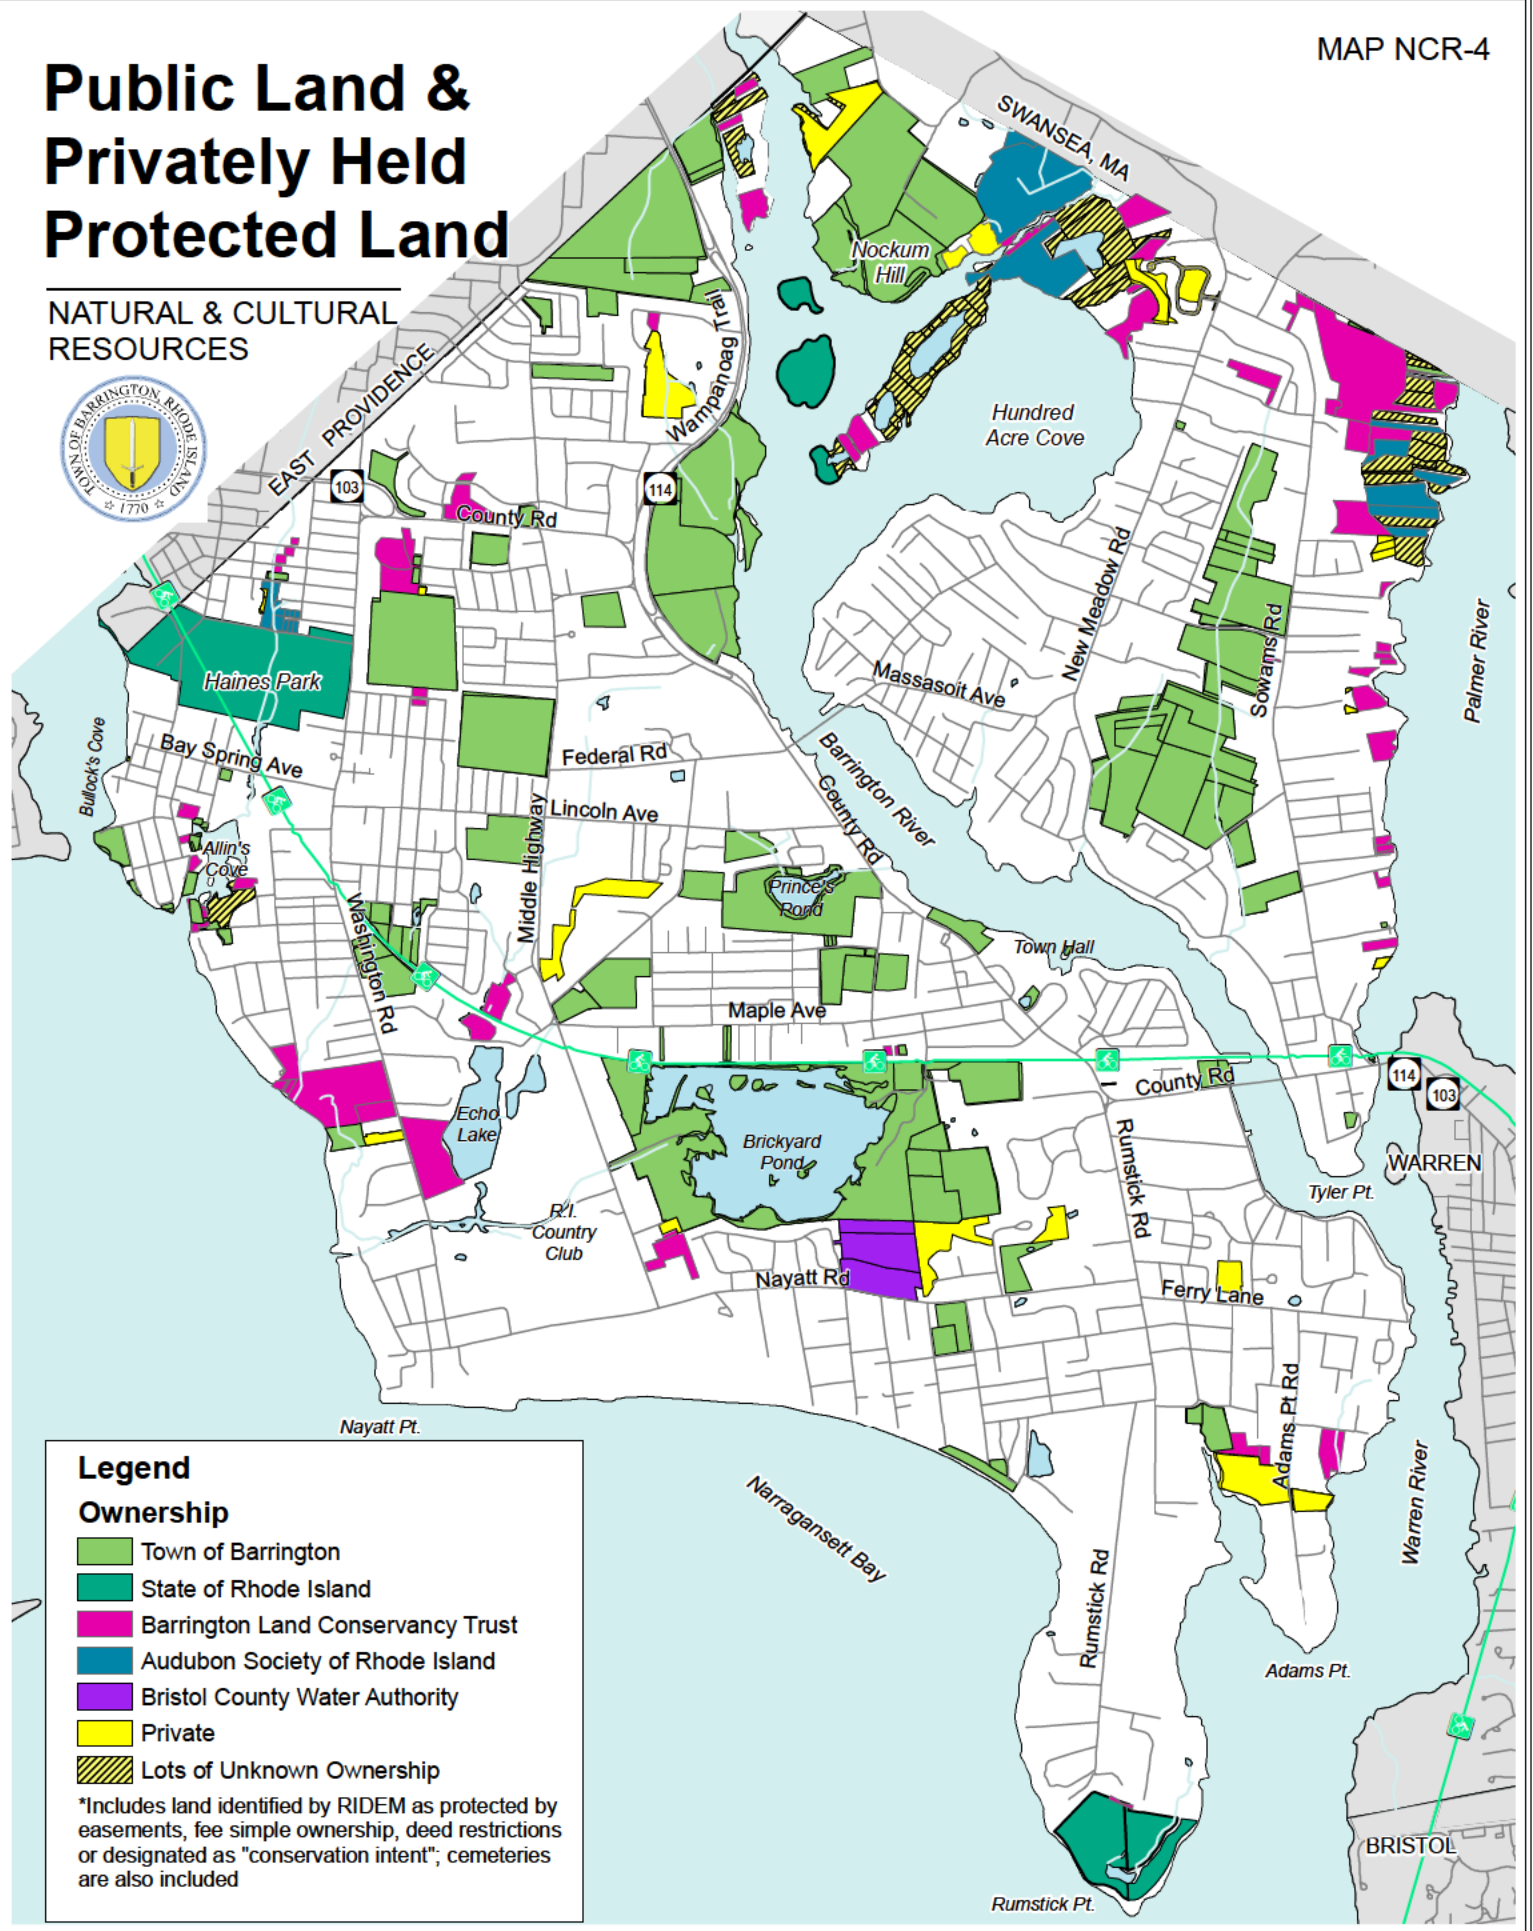 MAP NCR-4
Public Land &
Privately Held
Protected Land
NATURAL & CULTURAL
RESOURCES
TOWN OF BARRINGTON, RHODE ISLAND
1770
SWANSEA, MA
Nockum
Hill
Wampanoag Trail
EAST PROVIDENCE
Hundred
Acre Cove
103
114
County Rd
New Meadow Rd
Sowams Rd
Palmer River
Haines Park
Massasoit Ave
Bullock's Cove
Bay Spring Ave
Federal Rd
Barrington River
County Rd
Lincoln Ave
Middle Highway
Allin's
Cove
Prince's
Pond
Washington Rd
Town Hall
Maple Ave
County Rd
114
103
Echo
Lake
Brickyard
Pond
Rumstick Rd
WARREN
Tyler Pt.
R.I.
Country
Club
Nayatt Rd
Ferry Lane
Adams Pt Rd
Nayatt Pt.
Warren River
Narragansett Bay
Rumstick Rd
Adams Pt.
BRISTOL
Rumstick Pt.
Legend
Ownership
Town of Barrington
State of Rhode Island
Barrington Land Conservancy Trust
Audubon Society of Rhode Island
Bristol County Water Authority
Private
Lots of Unknown Ownership
*Includes land identified by RIDEM as protected by
easements, fee simple ownership, deed restrictions
or designated as "conservation intent"; cemeteries
are also included